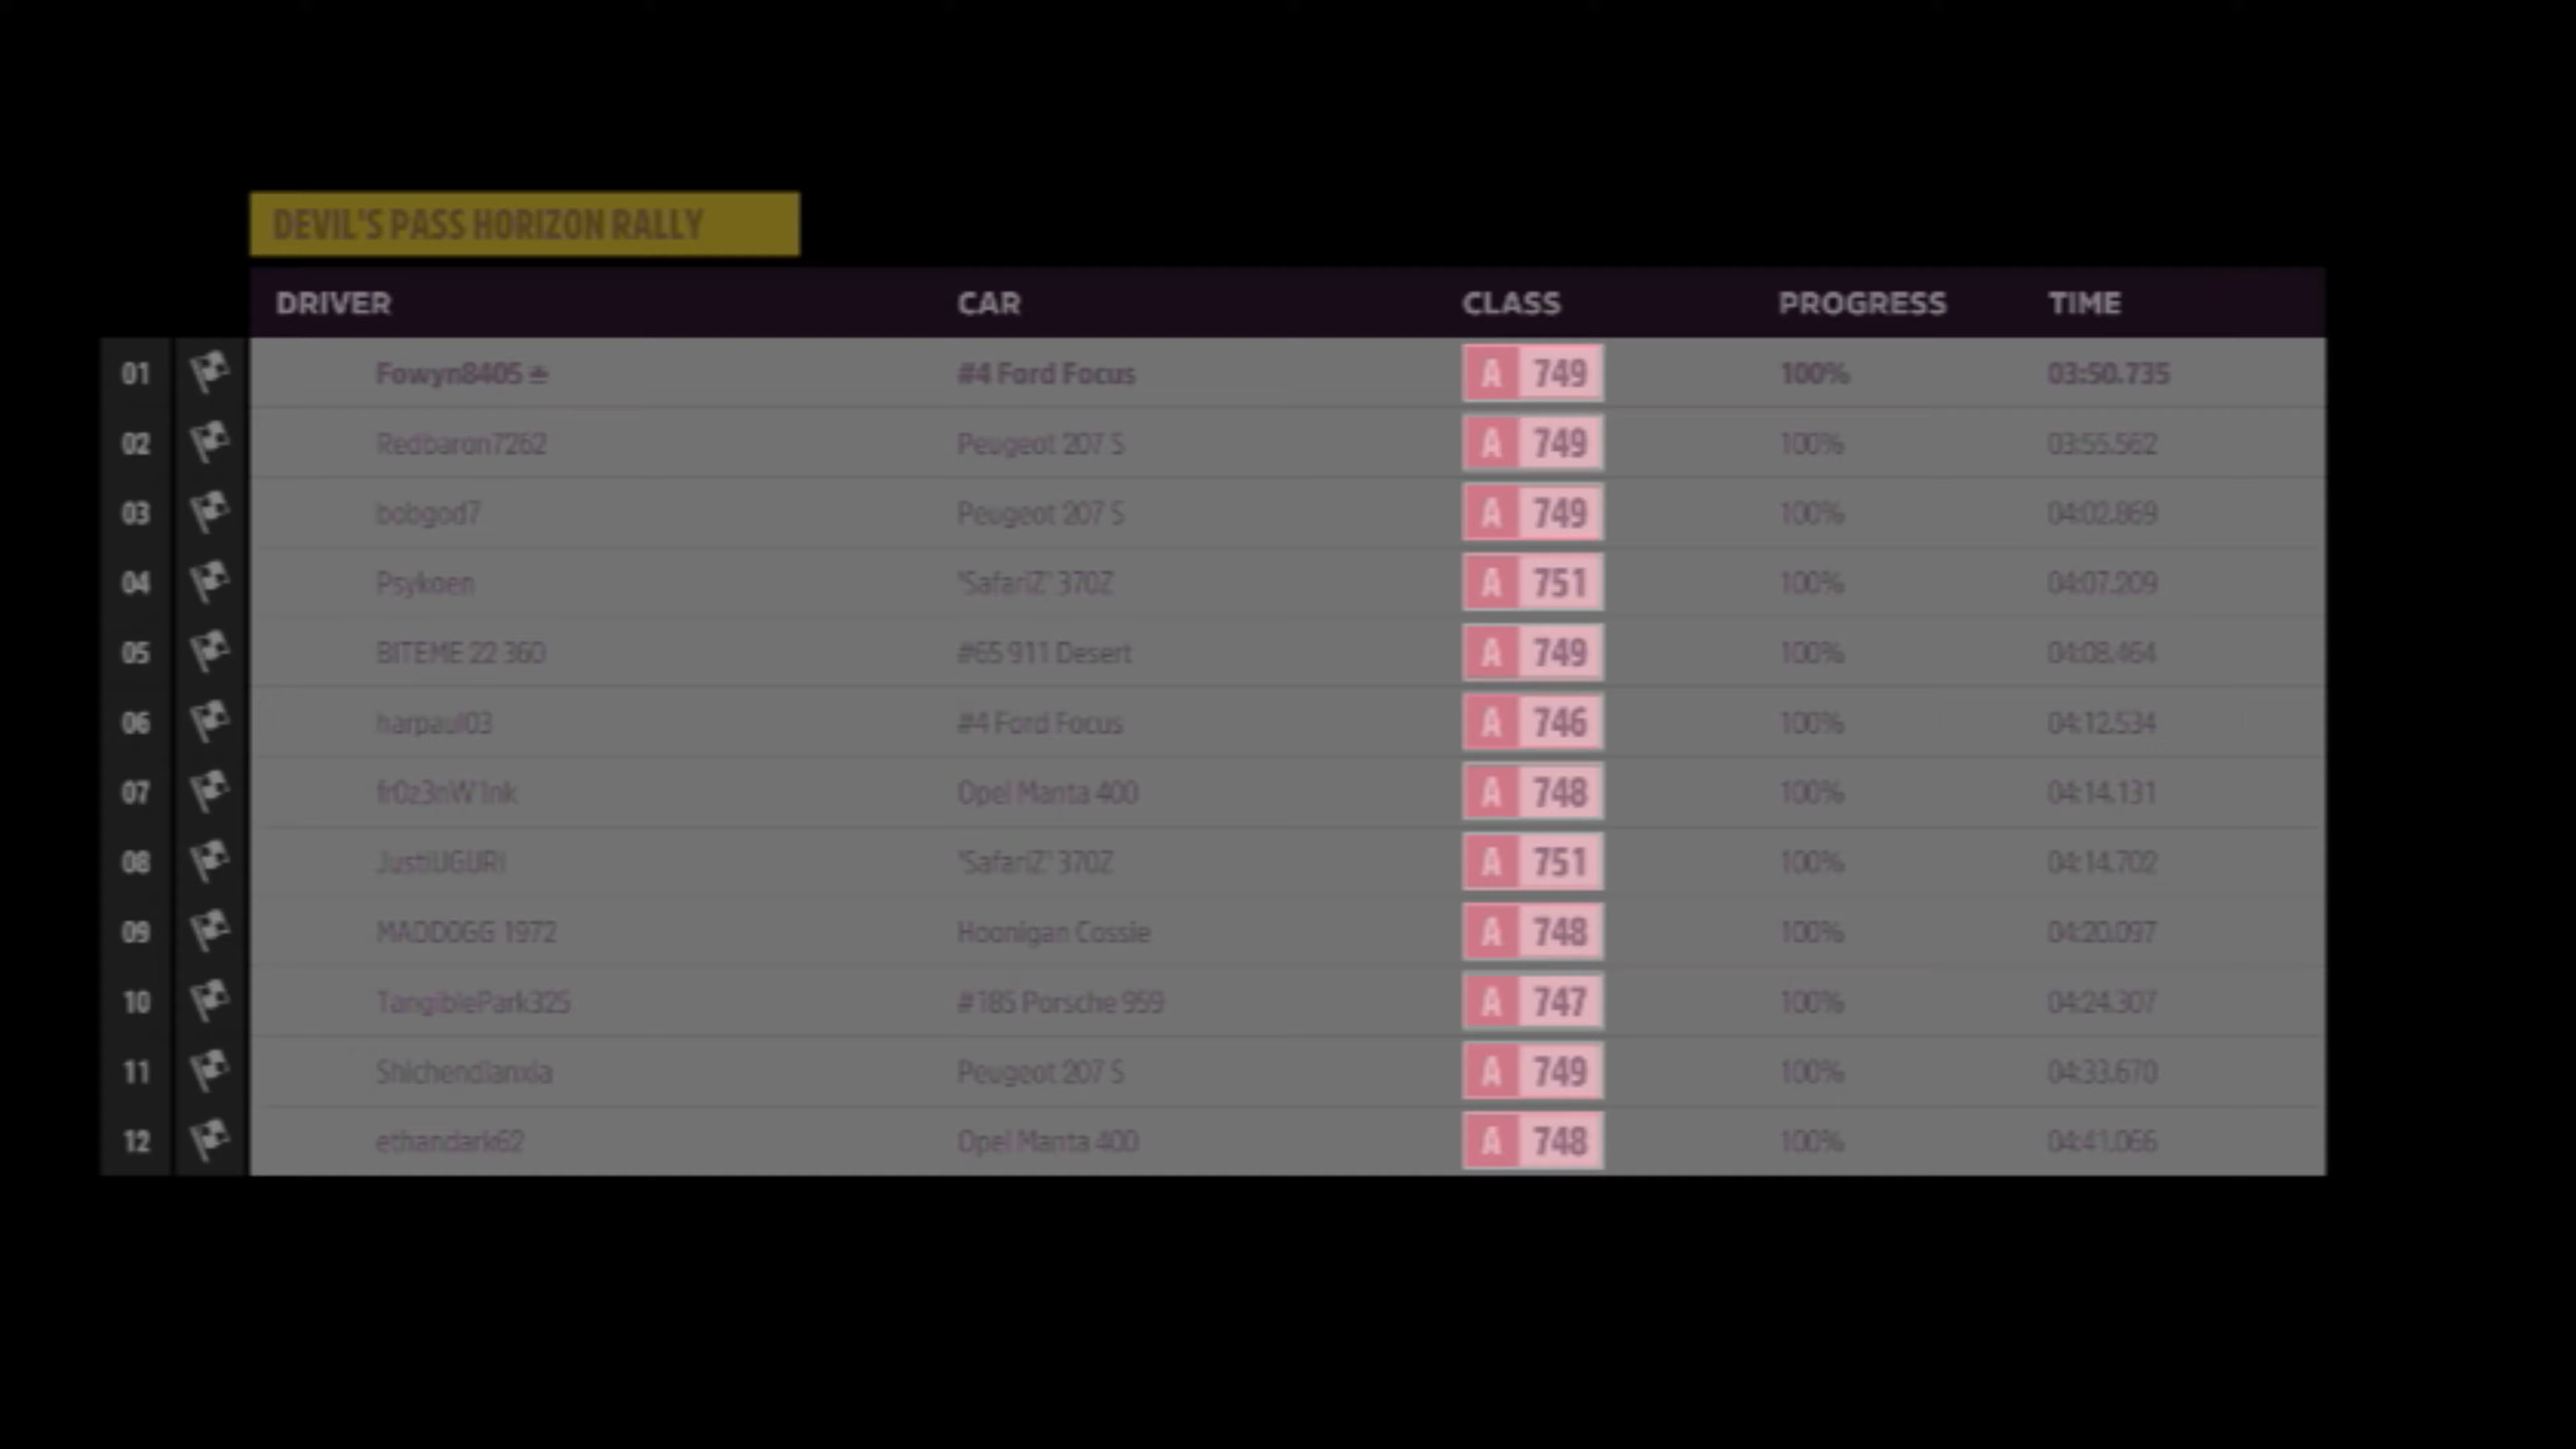 DEVIL'S PASS HORIZON RALLY
DRIVER CAR CLASS PROGRESS TIME
01 Fowyn8405 #4 Ford Focus A 749 100% 03:50.735
02 Redbaron7262 Peugeot 207 S A 749 100% 03:55.562
03 bobgod7 Peugeot 207 S A 749 100% 04:02.869
04 Psykoen 'SafariZ' 370Z A 751 100% 04:07.209
05 BITEME 22 360 #65 911 Desert A 749 100% 04:08.464
06 harpaul03 #4 Ford Focus A 746 100% 04:12.534
07 fr0z3nW1nk Opel Manta 400 A 748 100% 04:14.131
08 JustiUGURI 'SafariZ' 370Z A 751 100% 04:14.702
09 MADDOGG 1972 Hoonigan Cossie A 748 100% 04:20.097
10 TangiblePark325 #185 Porsche 959 A 747 100% 04:24.307
11 Shichendianxia Peugeot 207 S A 749 100% 04:33.670
12 ethandark62 Opel Manta 400 A 748 100% 04:41.066